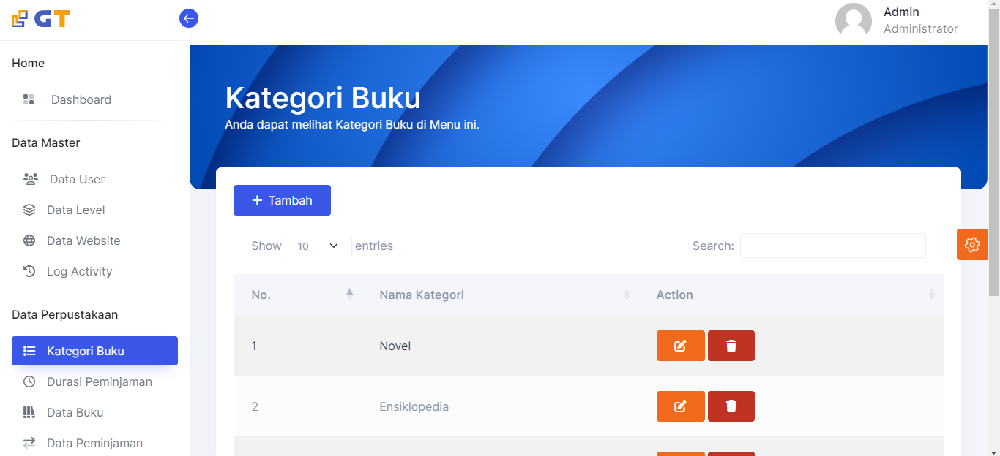 GT
Admin
Administrator
Home
Dashboard
Data Master
Data User
Data Level
Data Website
Log Activity
Data Perpustakaan
Kategori Buku
Durasi Peminjaman
Data Buku
Data Peminjaman
Kategori Buku
Anda dapat melihat Kategori Buku di Menu ini.
+ Tambah
Show 10 entries
Search:
No. Nama Kategori Action
1 Novel
2 Ensiklopedia